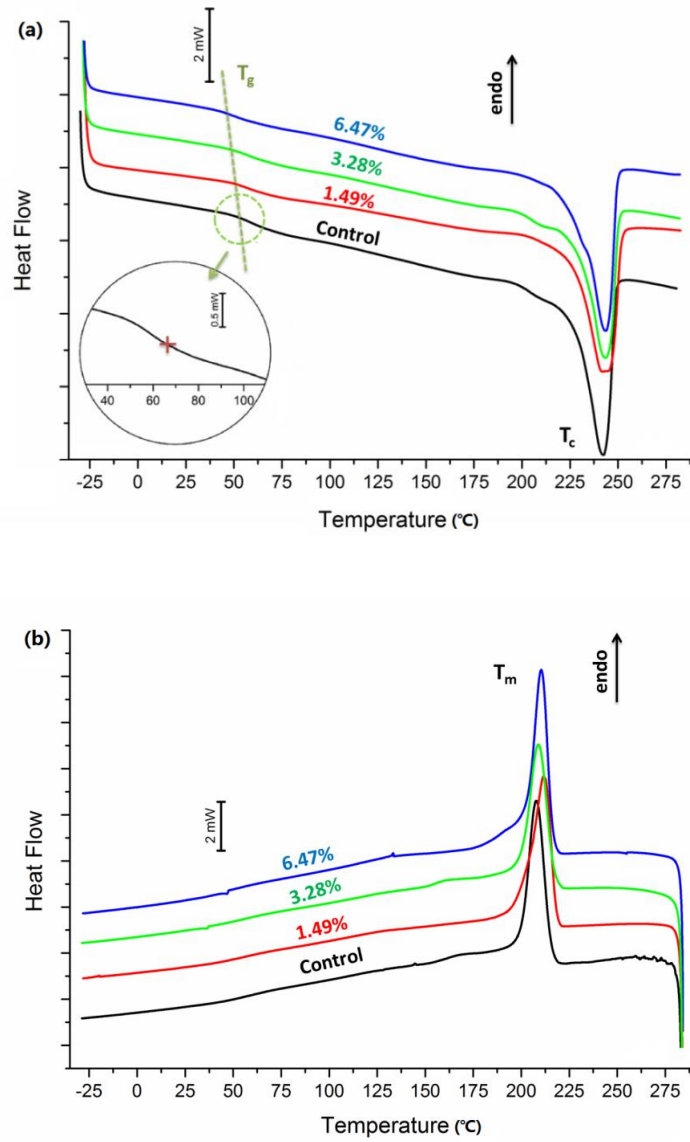 (a)
2 mW
Tg
endo
6.47%
3.28%
1.49%
Control
Heat Flow
0.5 mW
40 60 80 100
Tc
-25 0 25 50 75 100 125 150 175 200 225 250 275
Temperature (℃)
(b)
Tm
endo
2 mW
6.47%
3.28%
1.49%
Control
Heat Flow
-25 0 25 50 75 100 125 150 175 200 225 250 275
Temperature (℃)